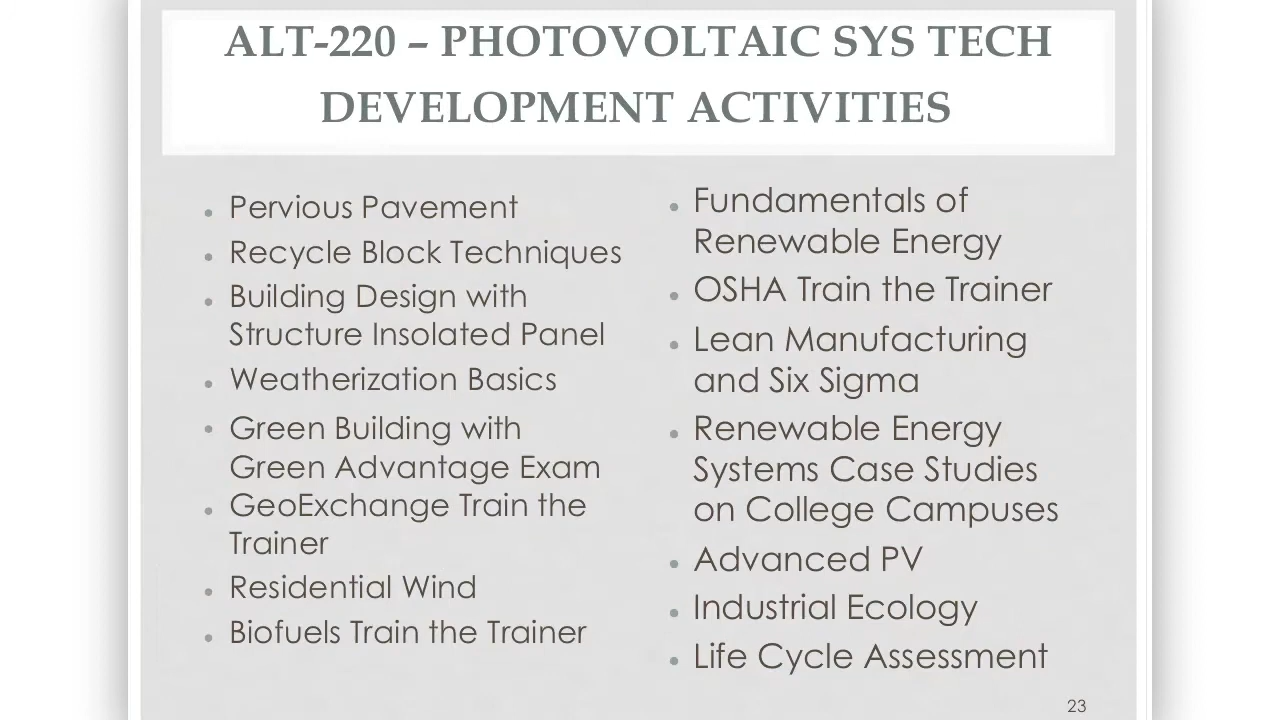 ALT-220 – PHOTOVOLTAIC SYS TECH
DEVELOPMENT ACTIVITIES
• Pervious Pavement
• Recycle Block Techniques
• Building Design with
Structure Insolated Panel
• Weatherization Basics
• Green Building with
Green Advantage Exam
• GeoExchange Train the
Trainer
• Residential Wind
• Biofuels Train the Trainer
• Fundamentals of
Renewable Energy
• OSHA Train the Trainer
• Lean Manufacturing
and Six Sigma
• Renewable Energy
Systems Case Studies
on College Campuses
• Advanced PV
• Industrial Ecology
• Life Cycle Assessment
23